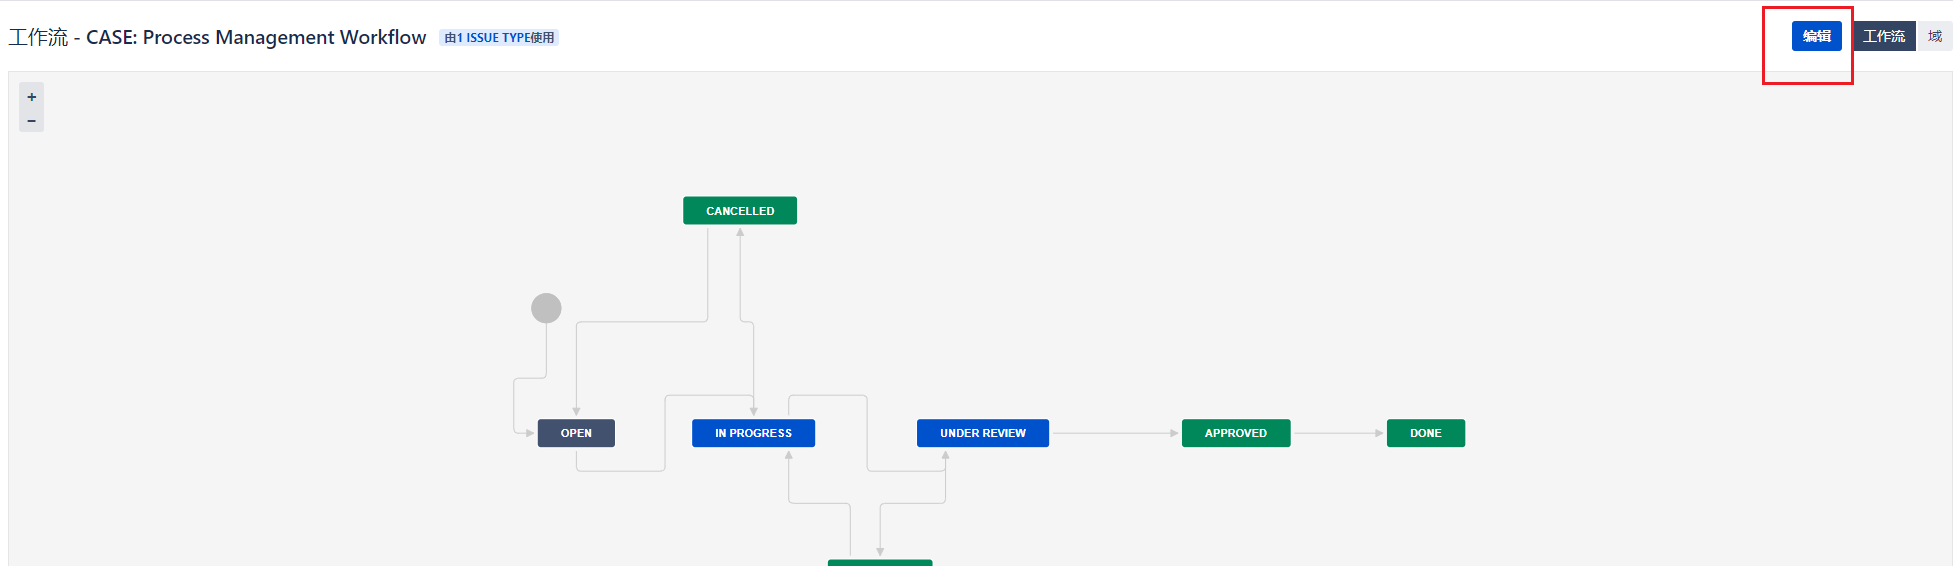 工作流 - CASE: Process Management Workflow 由1 ISSUE TYPE使用 编辑 工作流 域
+
−
CANCELLED
OPEN IN PROGRESS UNDER REVIEW APPROVED DONE